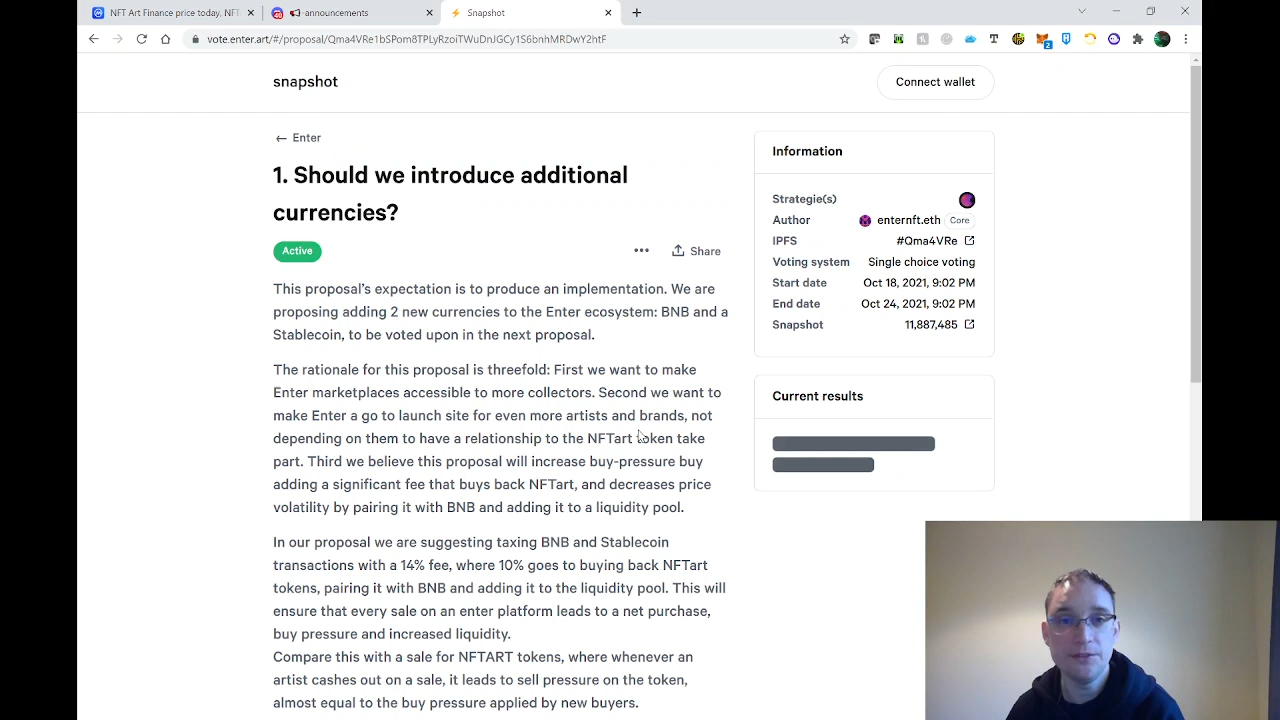 NFT Art Finance price today, NFT
announcements
Snapshot
vote.enter.art/#/proposal/Qma4VRe1bSPom8TPLyRzoiTWuDnJGCy1S6bnhMRDwY2htF
2
snapshot
Connect wallet
← Enter
1. Should we introduce additional
currencies?
Active
Share
This proposal's expectation is to produce an implementation. We are
proposing adding 2 new currencies to the Enter ecosystem: BNB and a
Stablecoin, to be voted upon in the next proposal.
The rationale for this proposal is threefold: First we want to make
Enter marketplaces accessible to more collectors. Second we want to
make Enter a go to launch site for even more artists and brands, not
depending on them to have a relationship to the NFTart token take
part. Third we believe this proposal will increase buy-pressure buy
adding a significant fee that buys back NFTart, and decreases price
volatility by pairing it with BNB and adding it to a liquidity pool.
In our proposal we are suggesting taxing BNB and Stablecoin
transactions with a 14% fee, where 10% goes to buying back NFTart
tokens, pairing it with BNB and adding it to the liquidity pool. This will
ensure that every sale on an enter platform leads to a net purchase,
buy pressure and increased liquidity.
Compare this with a sale for NFTART tokens, where whenever an
artist cashes out on a sale, it leads to sell pressure on the token,
almost equal to the buy pressure applied by new buyers.
Information
Strategie(s)
Author enternft.eth Core
IPFS #Qma4VRe
Voting system Single choice voting
Start date Oct 18, 2021, 9:02 PM
End date Oct 24, 2021, 9:02 PM
Snapshot 11,887,485
Current results